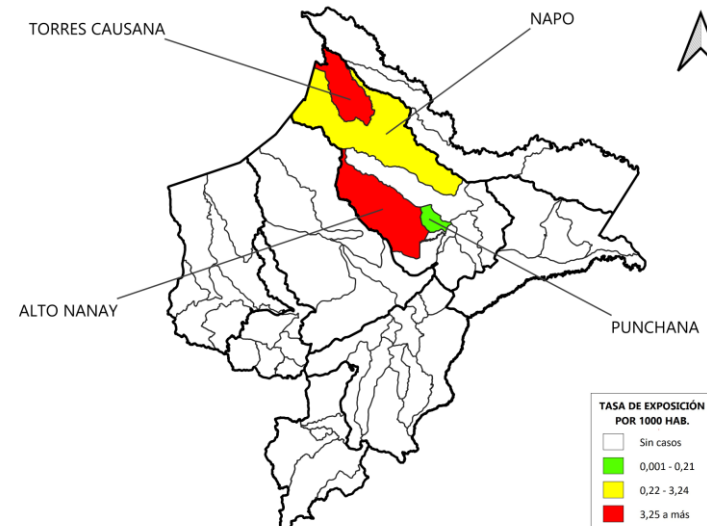 TORRES CAUSANA
NAPO
ALTO NANAY
PUNCHANA
TASA DE EXPOSICIÓN
POR 1000 HAB.
Sin casos
0,001 - 0,21
0,22 - 3,24
3,25 a más